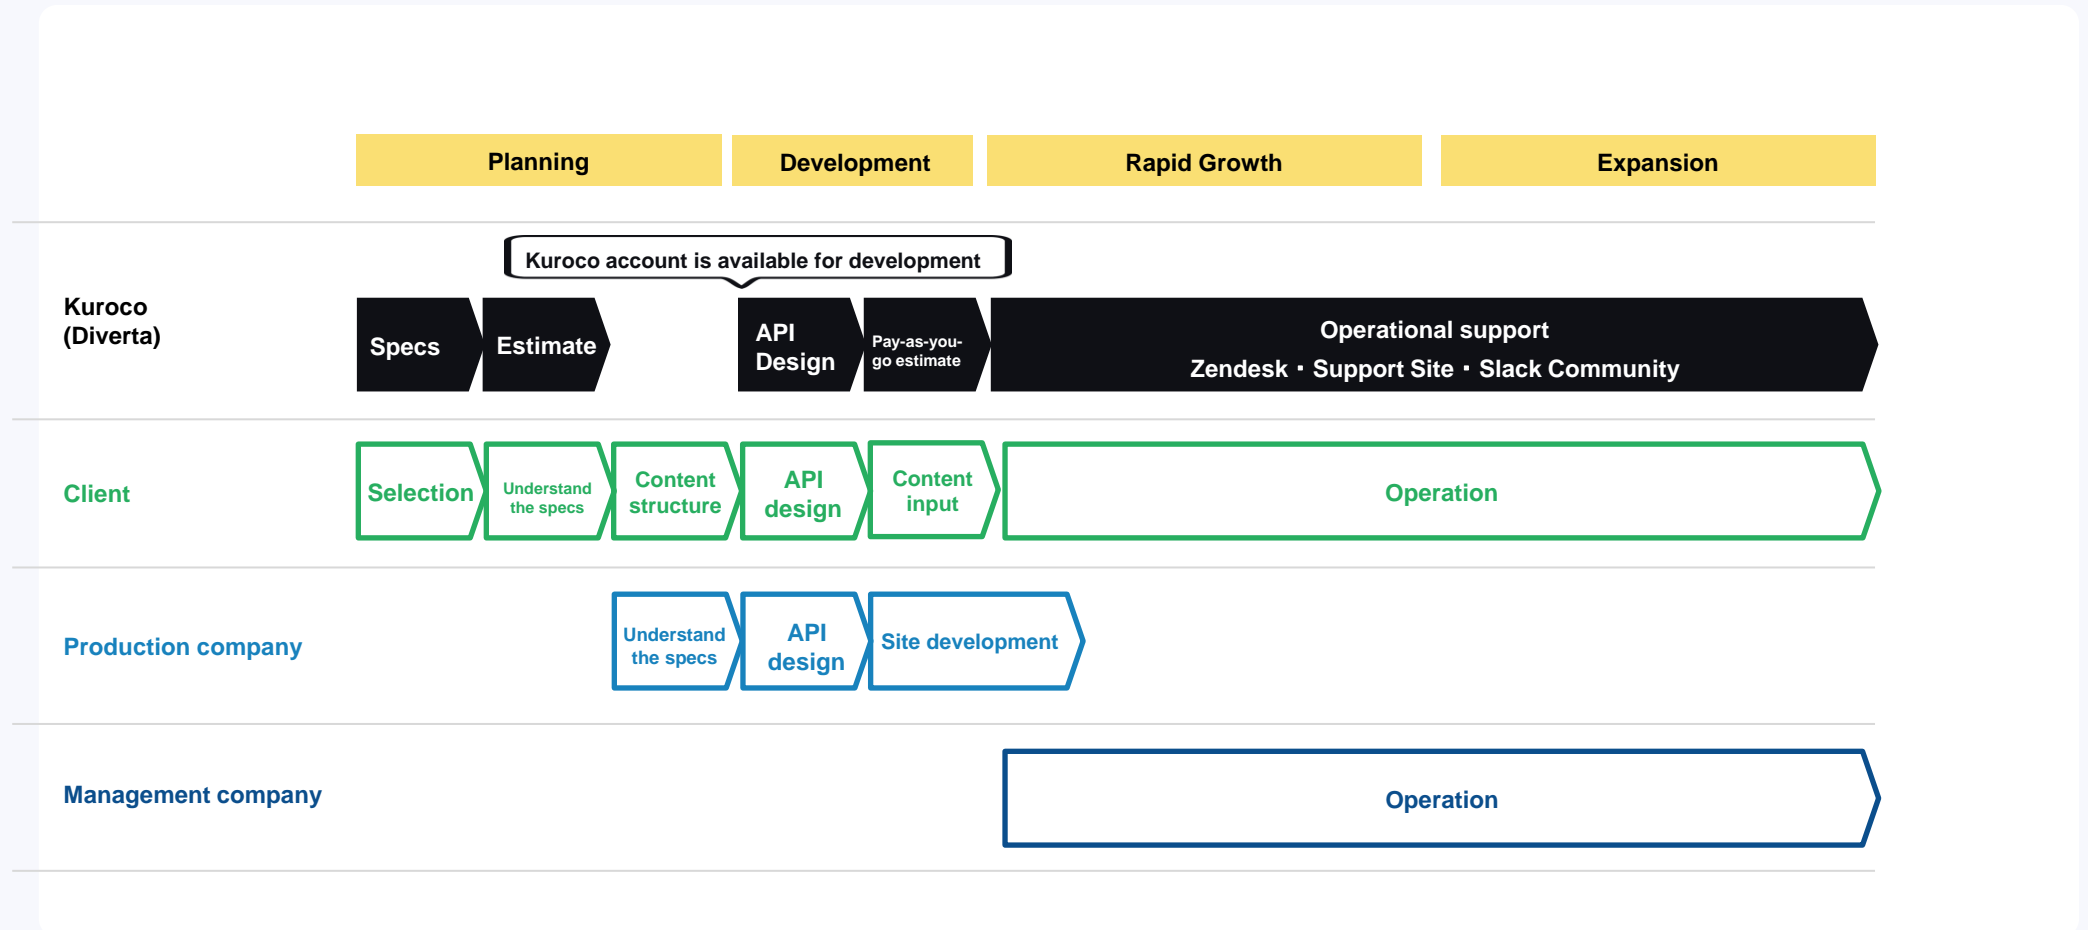 Planning
Development
Rapid Growth
Expansion
Kuroco account is available for development
Kuroco
(Diverta)
Specs
Estimate
API
Design
Pay-as-you-
go estimate
Operational support
Zendesk・Support Site・Slack Community
Client
Selection
Understand
the specs
Content
structure
API
design
Content
input
Operation
Production company
Understand
the specs
API
design
Site development
Management company
Operation